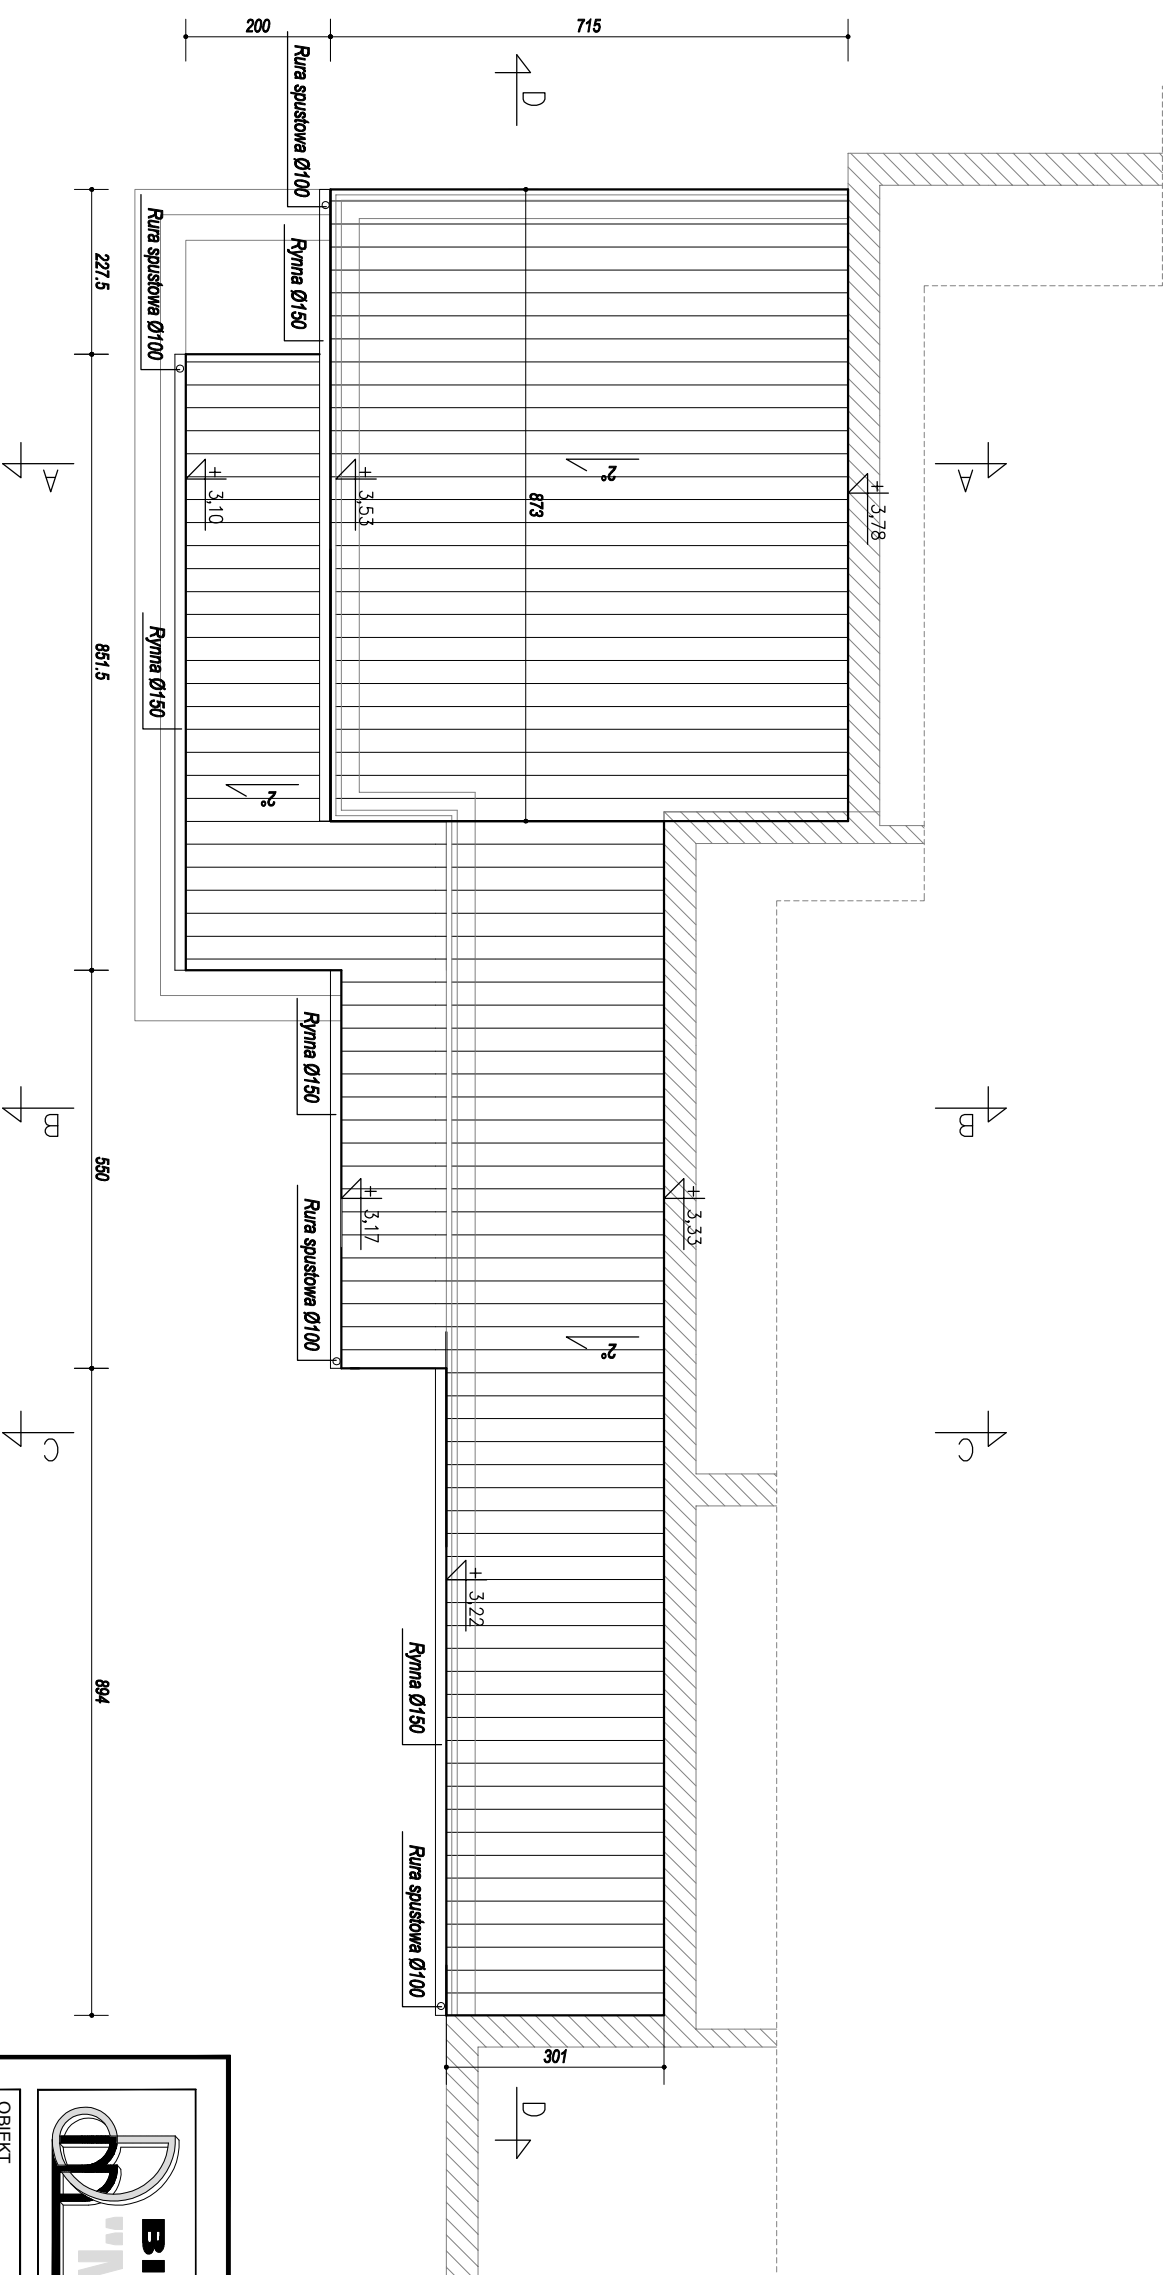 200
715
D
Rura spustowa Ø100
Rynna Ø150
Rura spustowa Ø100
227.5
A
A
2°
873
+ 3,78
+ 3,53
+ 3,10
851.5
Rynna Ø150
2°
Rynna Ø150
B
B
550
+ 3,17
+ 3,33
Rura spustowa Ø100
2°
C
C
+ 3,22
Rynna Ø150
894
Rura spustowa Ø100
301
D
OBIEKT